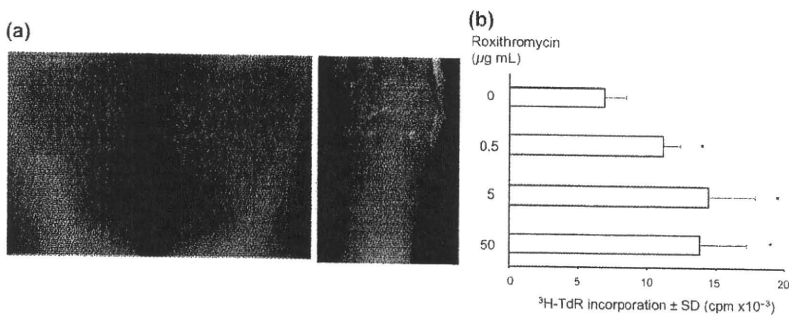 (a)
(b)
Roxithromycin
(µg mL)
0
0.5
5
50
*
*
*
0 5 10 15 20
³H-TdR incorporation ± SD (cpm x10⁻³)